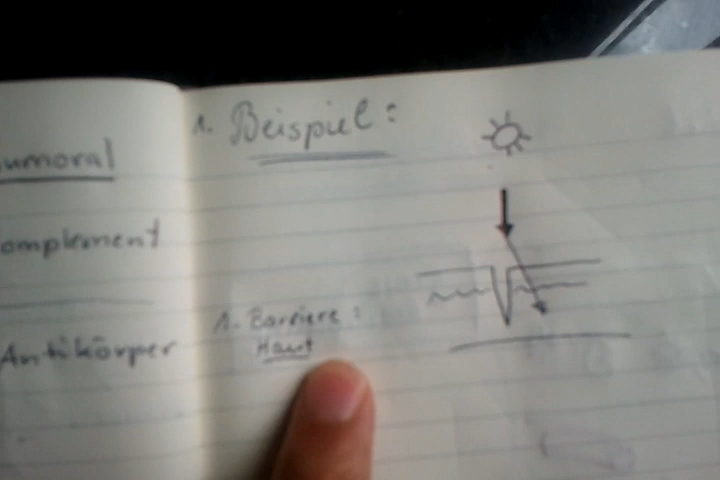 umoral
omplement
Antikörper
1. Beispiel:
1. Barriere:
Haut